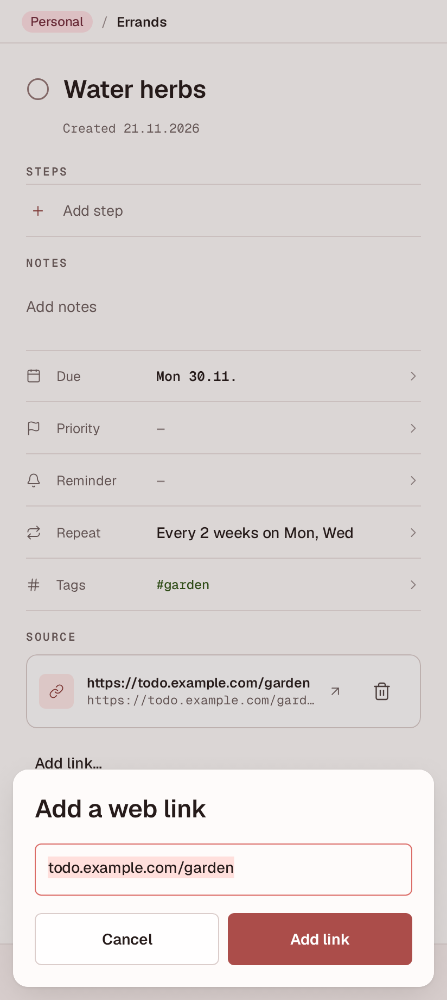 Personal / Errands
Water herbs
Created 21.11.2026
STEPS
+ Add step
NOTES
Add notes
Due Mon 30.11.
Priority –
Reminder –
Repeat Every 2 weeks on Mon, Wed
# Tags #garden
SOURCE
https://todo.example.com/garden
https://todo.example.com/gard…
Add link…
Add a web link
todo.example.com/garden
Cancel Add link